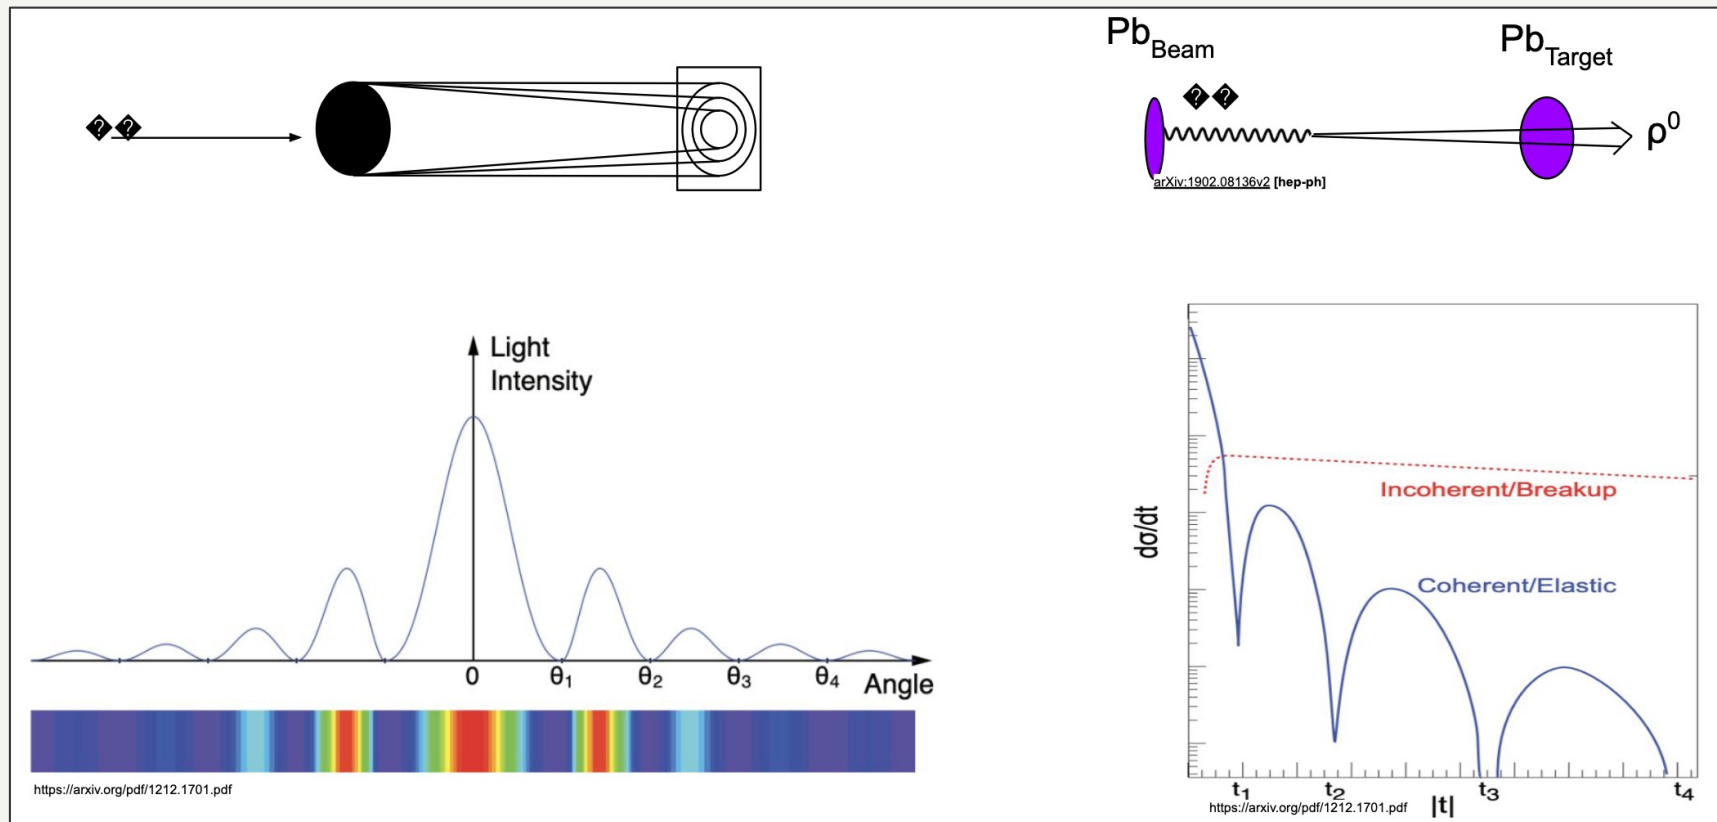 ��
Pb_Beam
Pb_Target
��
ρ⁰
arXiv:1902.08136v2 [hep-ph]
Light
Intensity
0
θ₁
θ₂
θ₃
θ₄
Angle
https://arxiv.org/pdf/1212.1701.pdf
dσ/dt
Incoherent/Breakup
Coherent/Elastic
t₁
t₂
t₃
t₄
|t|
https://arxiv.org/pdf/1212.1701.pdf